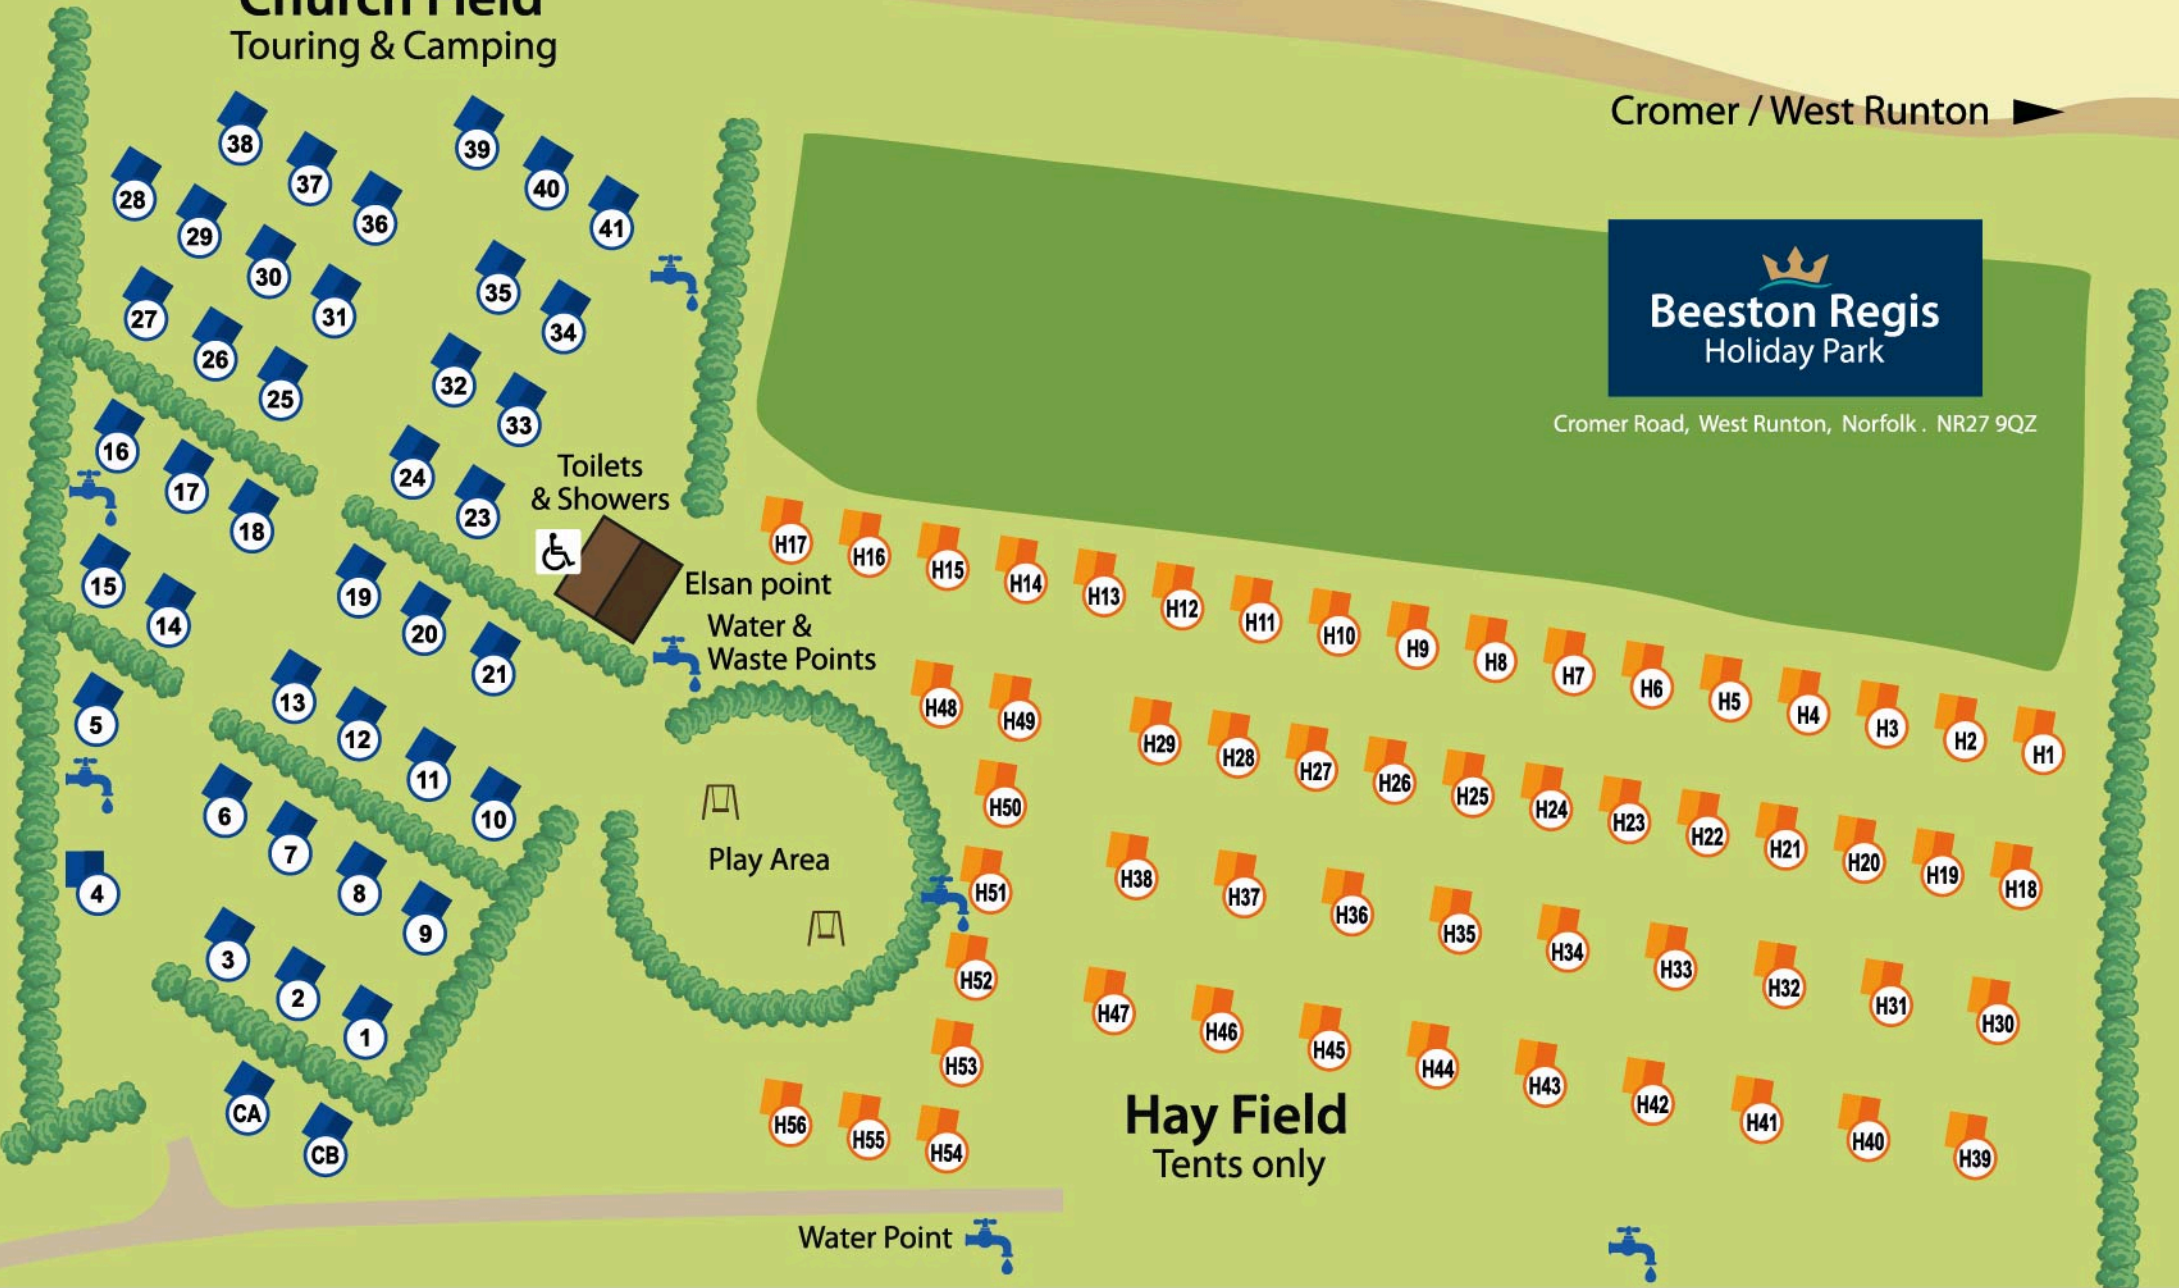 Church Field
Touring & Camping
Cromer / West Runton
38
39
37
40
28
36
41
29
30
35
27
31
34
26
32
25
33
16
24
17
23
18
Toilets
& Showers
Beeston Regis
Holiday Park
Cromer Road, West Runton, Norfolk . NR27 9QZ
15
19
14
20
21
Elsan point
Water &
Waste Points
H17
H16
H15
H14
H13
H12
H11
H10
H9
H8
H7
H6
H5
H4
H3
H2
H1
5
13
12
11
10
H48
H49
H29
H28
H27
H26
H25
H24
H23
H22
H21
H20
H19
H18
6
7
8
9
4
Play Area
H50
H51
H38
H37
H36
H35
H34
H33
H32
H31
H30
3
2
1
H52
H53
H47
H46
H45
H44
H43
H42
H41
H40
H39
CA
CB
H56
H55
H54
Hay Field
Tents only
Water Point